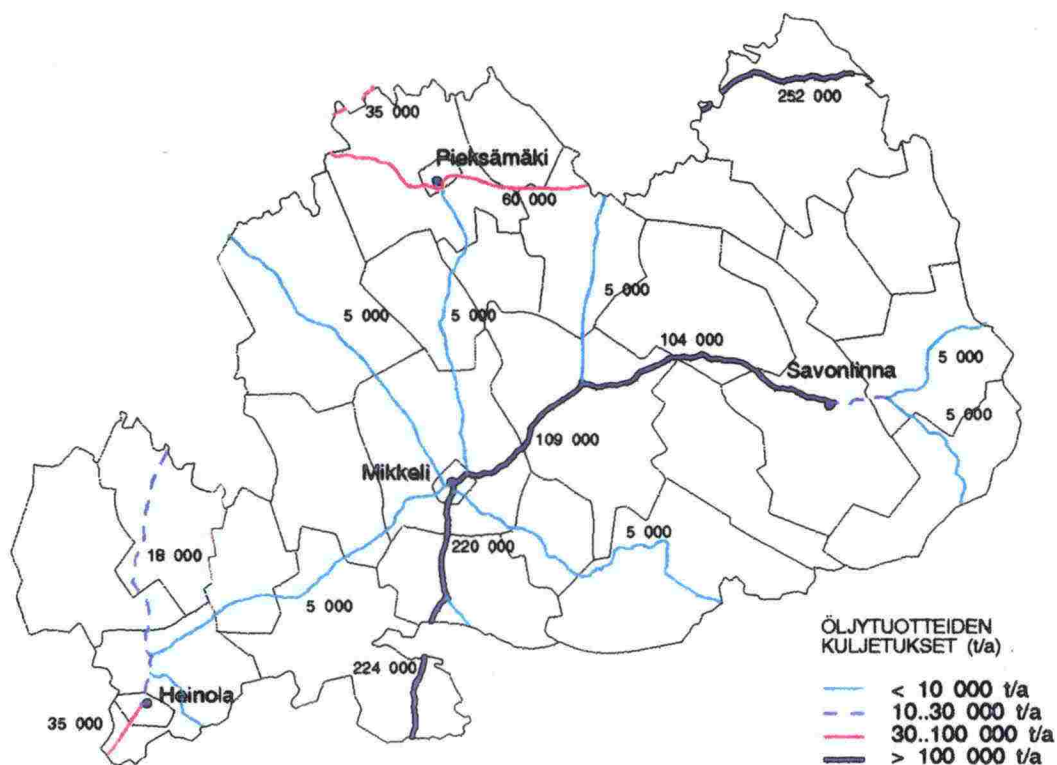 252 000
35 000
Pieksämäki
60 000
5 000
5 000
5 000
104 000
Savonlinna
5 000
5 000
109 000
Mikkeli
220 000
5 000
18 000
5 000
224 000
Heinola
35 000
ÖLJYTUOTTEIDEN
KULJETUKSET (t/a)
< 10 000 t/a
10..30 000 t/a
30..100 000 t/a
> 100 000 t/a